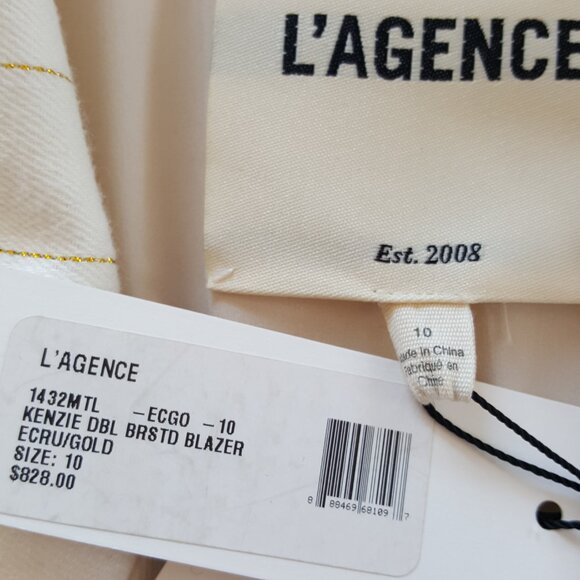 L'AGENCE
Est. 2008
10
Made in China
Fabriqué en
Chine
L'AGENCE
1432MTL -ECGO -10
KENZIE DBL BRSTD BLAZER
ECRU/GOLD
SIZE: 10
$828.00
8 88469 68109 7